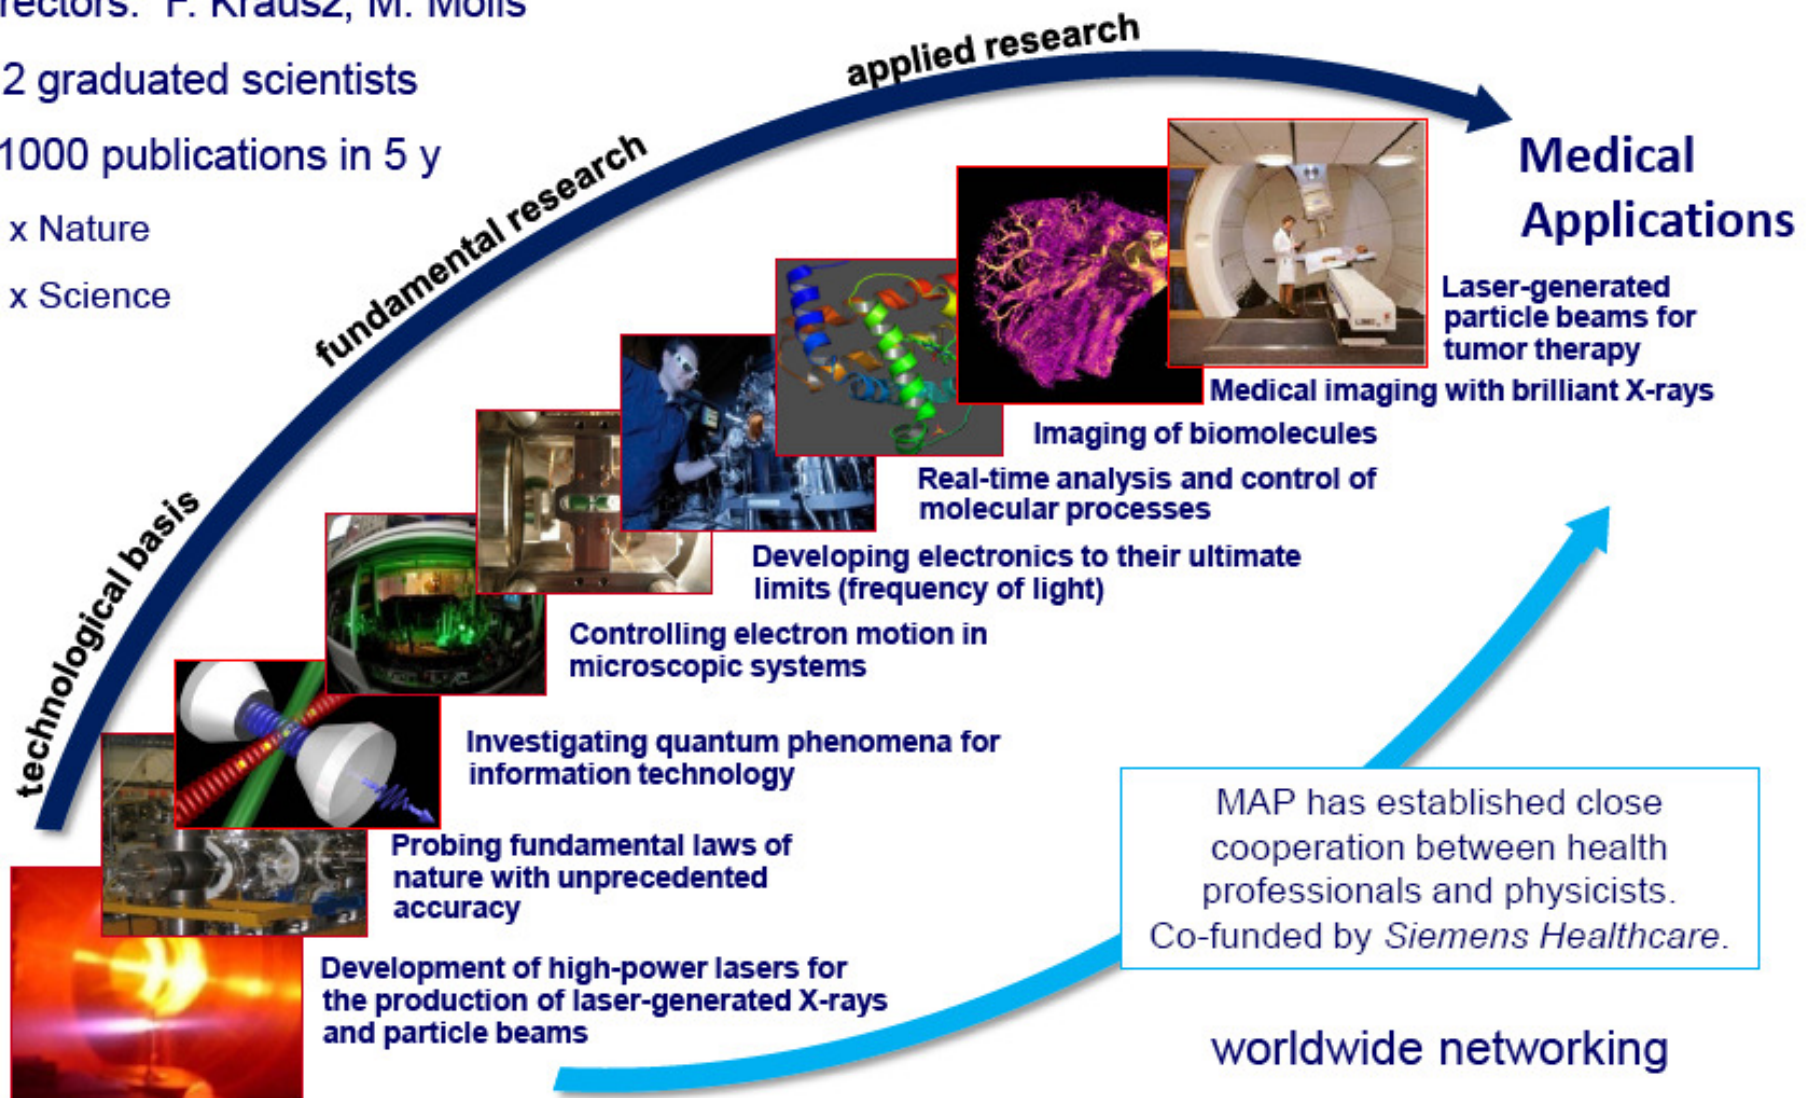 F. Krausz, M. Molls
2 graduated scientists
1000 publications in 5 y
x Nature
x Science
technological basis
fundamental research
applied research
Medical
Applications
Laser-generated
particle beams for
tumor therapy
Medical imaging with brilliant X-rays
Imaging of biomolecules
Real-time analysis and control of
molecular processes
Developing electronics to their ultimate
limits (frequency of light)
Controlling electron motion in
microscopic systems
Investigating quantum phenomena for
information technology
Probing fundamental laws of
nature with unprecedented
accuracy
Development of high-power lasers for
the production of laser-generated X-rays
and particle beams
MAP has established close
cooperation between health
professionals and physicists.
Co-funded by Siemens Healthcare.
worldwide networking